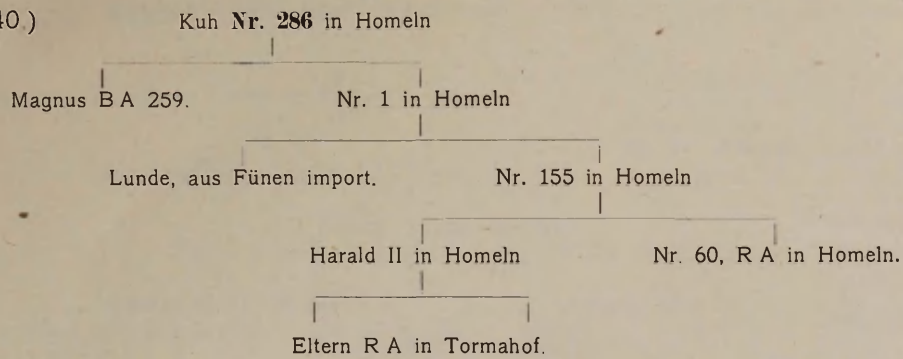 40.) Kuh Nr. 286 in Homeln
Magnus B A 259. Nr. 1 in Homeln
Lunde, aus Fünen import. Nr. 155 in Homeln
Harald II in Homeln Nr. 60, R A in Homeln.
Eltern R A in Tormahof.